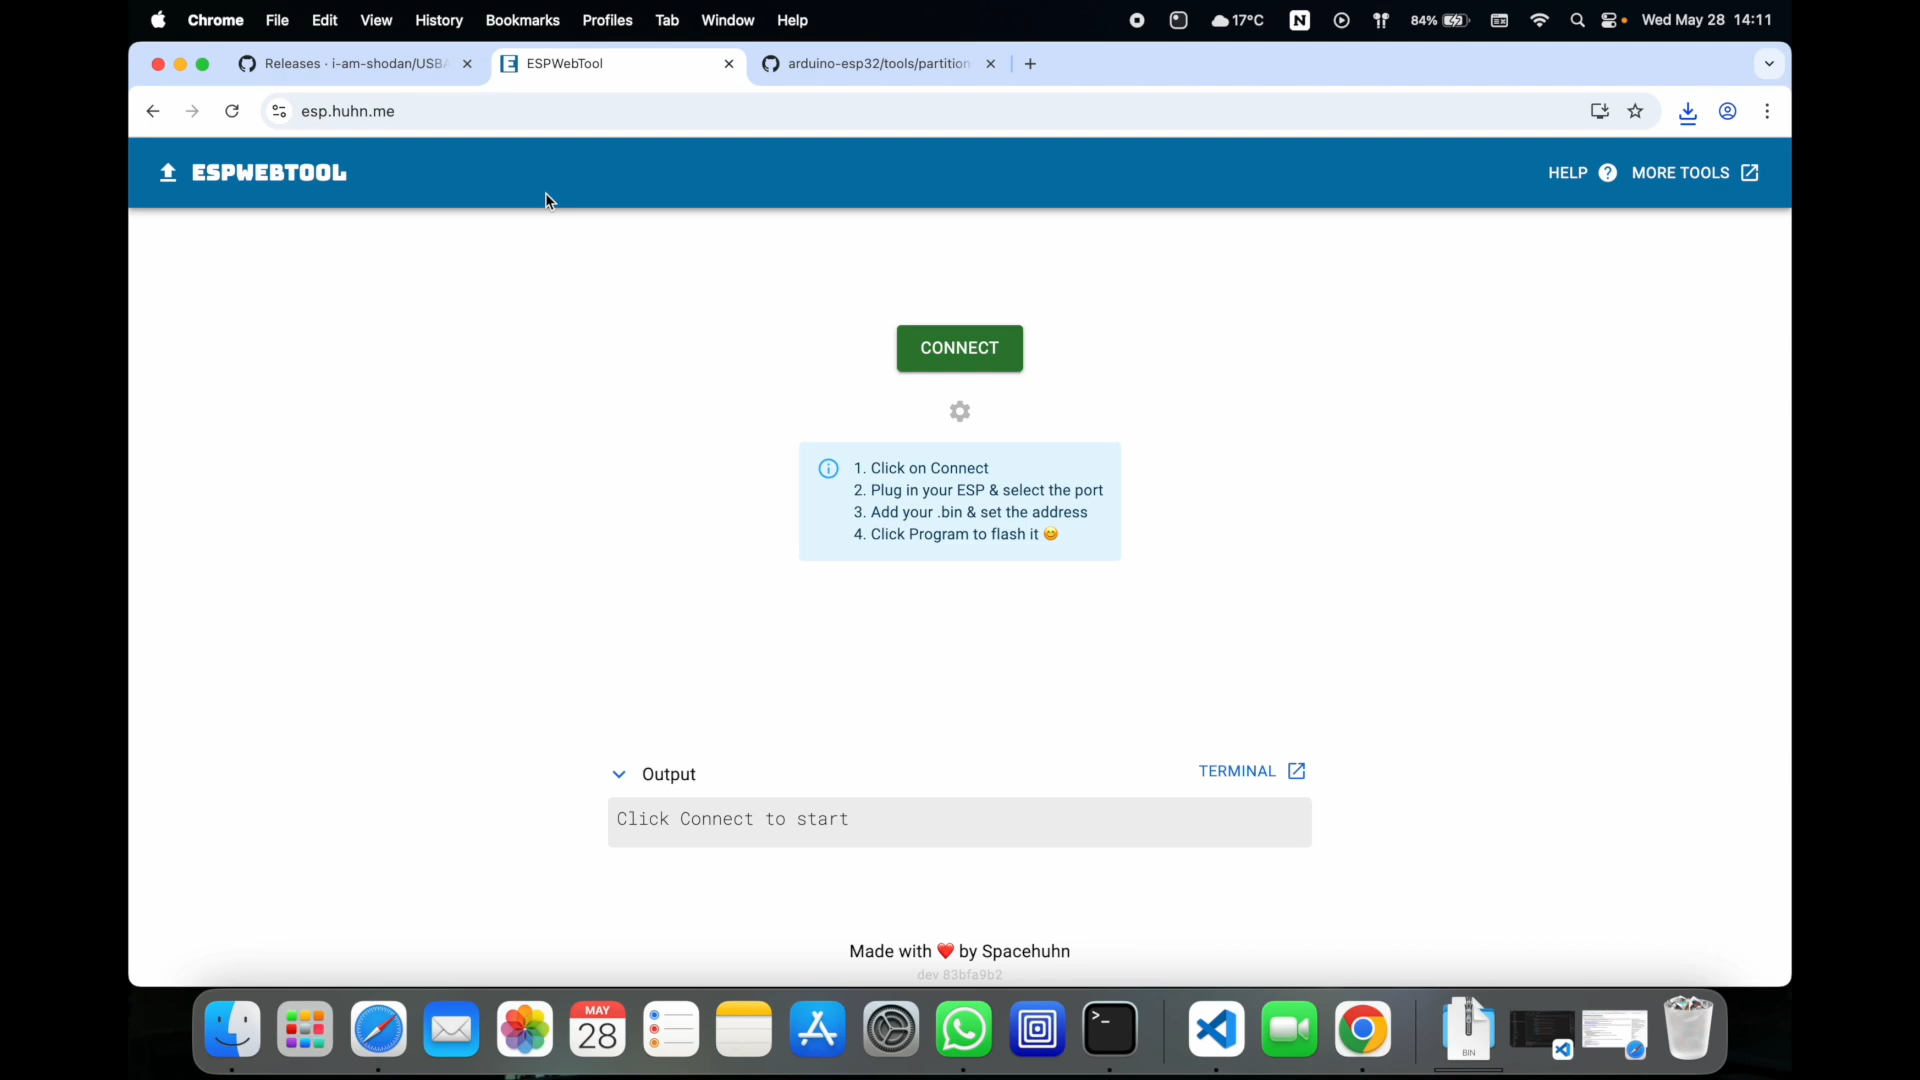 Chrome File Edit View History Bookmarks Profiles Tab Window Help 17°C 84% Wed May 28 14:11
Releases · i-am-shodan/USBA ESPWebTool arduino-esp32/tools/partition
esp.huhn.me
ESPWEBTOOL HELP MORE TOOLS
CONNECT
1. Click on Connect
2. Plug in your ESP & select the port
3. Add your .bin & set the address
4. Click Program to flash it 😊
Output TERMINAL
Click Connect to start
Made with ❤️ by Spacehuhn
dev 83bfa9b2
MAY
28
BIN